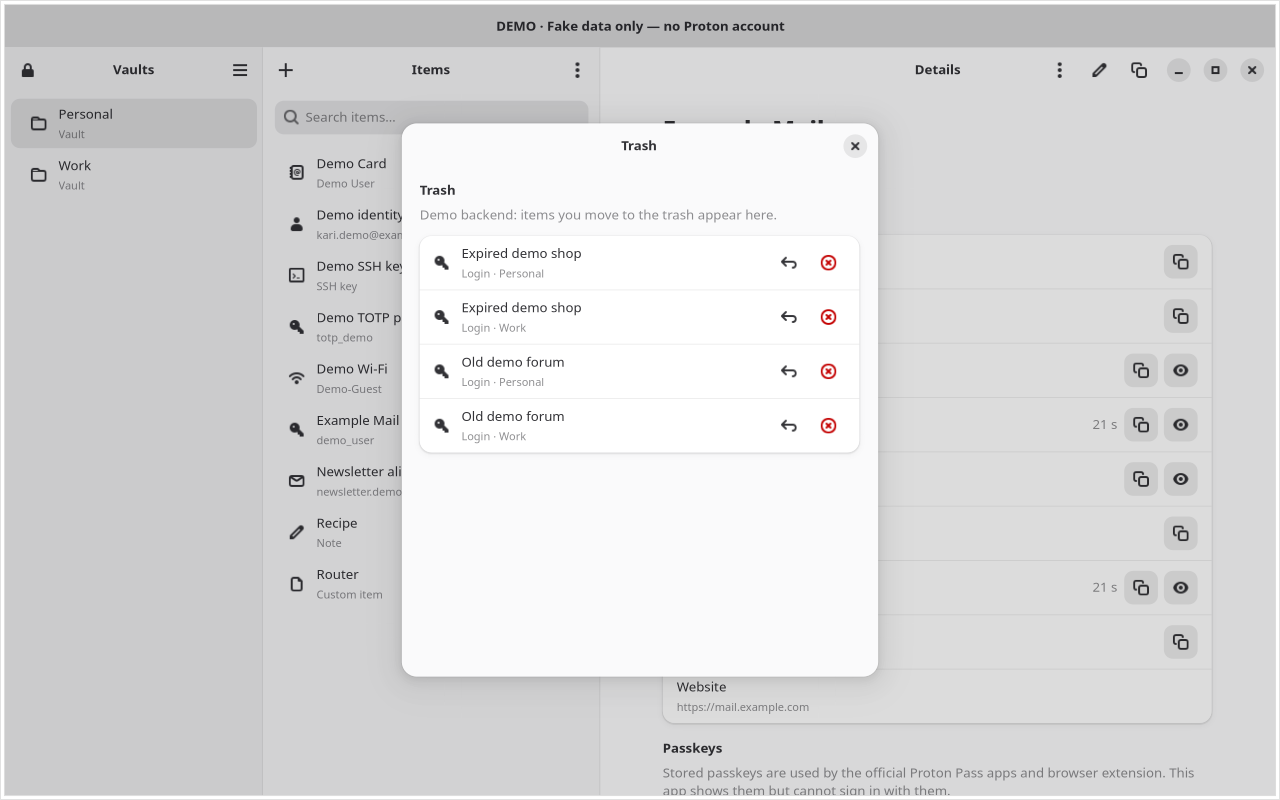 DEMO · Fake data only — no Proton account
Vaults
Items
Details
Personal
Vault
Work
Vault
Search items...
Demo Card
Demo User
Demo identity
kari.demo@exam
Demo SSH key
SSH key
Demo TOTP p
totp_demo
Demo Wi-Fi
Demo-Guest
Example Mail
demo_user
Newsletter ali
newsletter.demo
Recipe
Note
Router
Custom item
Trash
Trash
Demo backend: items you move to the trash appear here.
Expired demo shop
Login · Personal
Expired demo shop
Login · Work
Old demo forum
Login · Personal
Old demo forum
Login · Work
21 s
21 s
Website
https://mail.example.com
Passkeys
Stored passkeys are used by the official Proton Pass apps and browser extension. This
app shows them but cannot sign in with them.